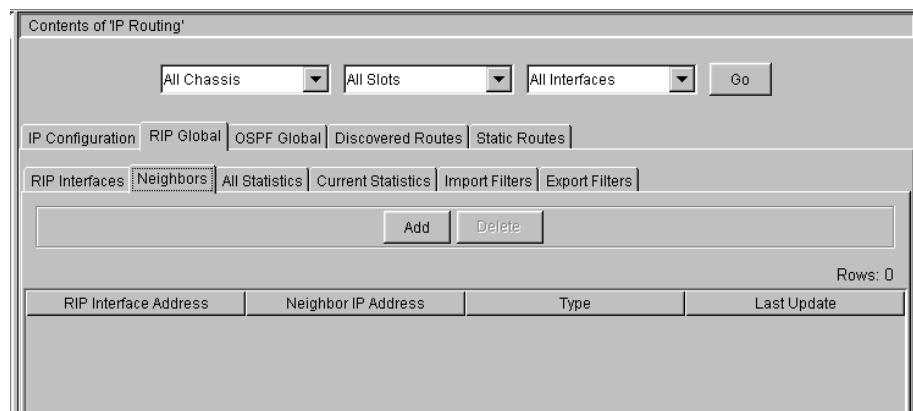 Contents of 'IP Routing'
All Chassis All Slots All Interfaces Go
IP Configuration RIP Global OSPF Global Discovered Routes Static Routes
RIP Interfaces Neighbors All Statistics Current Statistics Import Filters Export Filters
Add Delete
Rows: 0
RIP Interface Address Neighbor IP Address Type Last Update